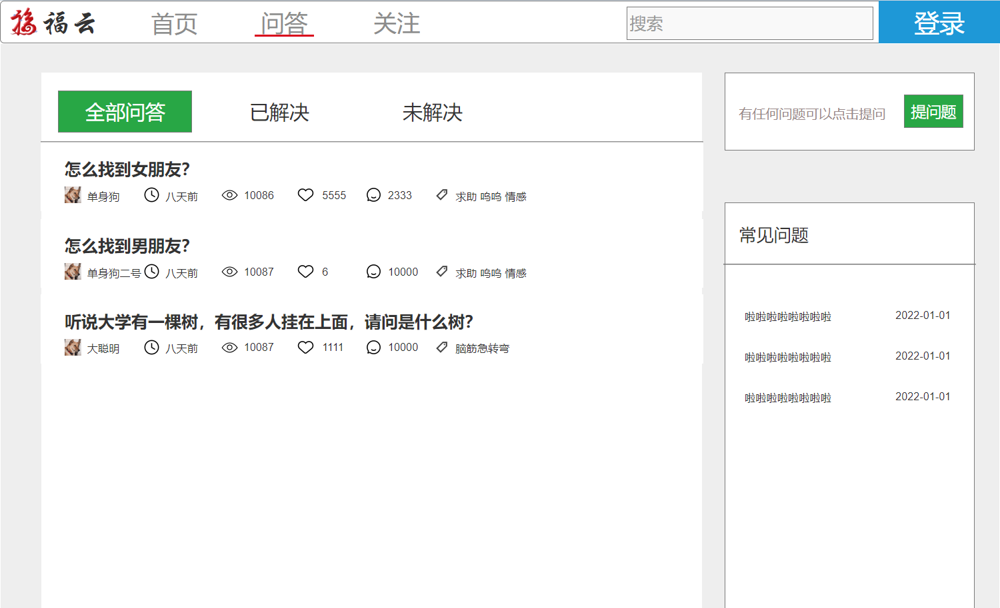 福 福云 首页 问答 关注 搜索 登录
全部问答 已解决 未解决
怎么找到女朋友?
单身狗 八天前 10086 5555 2333 求助 呜呜 情感
怎么找到男朋友?
单身狗二号 八天前 10087 6 10000 求助 呜呜 情感
听说大学有一棵树，有很多人挂在上面，请问是什么树?
大聪明 八天前 10087 1111 10000 脑筋急转弯
有任何问题可以点击提问 提问题
常见问题
啦啦啦啦啦啦啦啦 2022-01-01
啦啦啦啦啦啦啦啦 2022-01-01
啦啦啦啦啦啦啦啦 2022-01-01